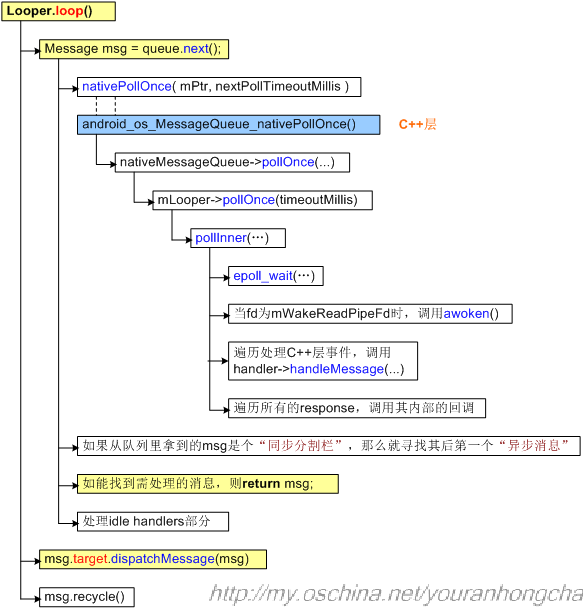 Looper.loop()
Message msg = queue.next();
nativePollOnce( mPtr, nextPollTimeoutMillis )
android_os_MessageQueue_nativePollOnce()
C++层
nativeMessageQueue->pollOnce(...)
mLooper->pollOnce(timeoutMillis)
pollInner(…)
epoll_wait(…)
当fd为mWakeReadPipeFd时，调用awoken()
遍历处理C++层事件，调用
handler->handleMessage(...)
遍历所有的response，调用其内部的回调
如果从队列里拿到的msg是个“同步分割栏”，那么就寻找其后第一个“异步消息”
如能找到需处理的消息，则return msg;
处理idle handlers部分
msg.target.dispatchMessage(msg)
msg.recycle()
http://my.oschina.net/youranhongcha